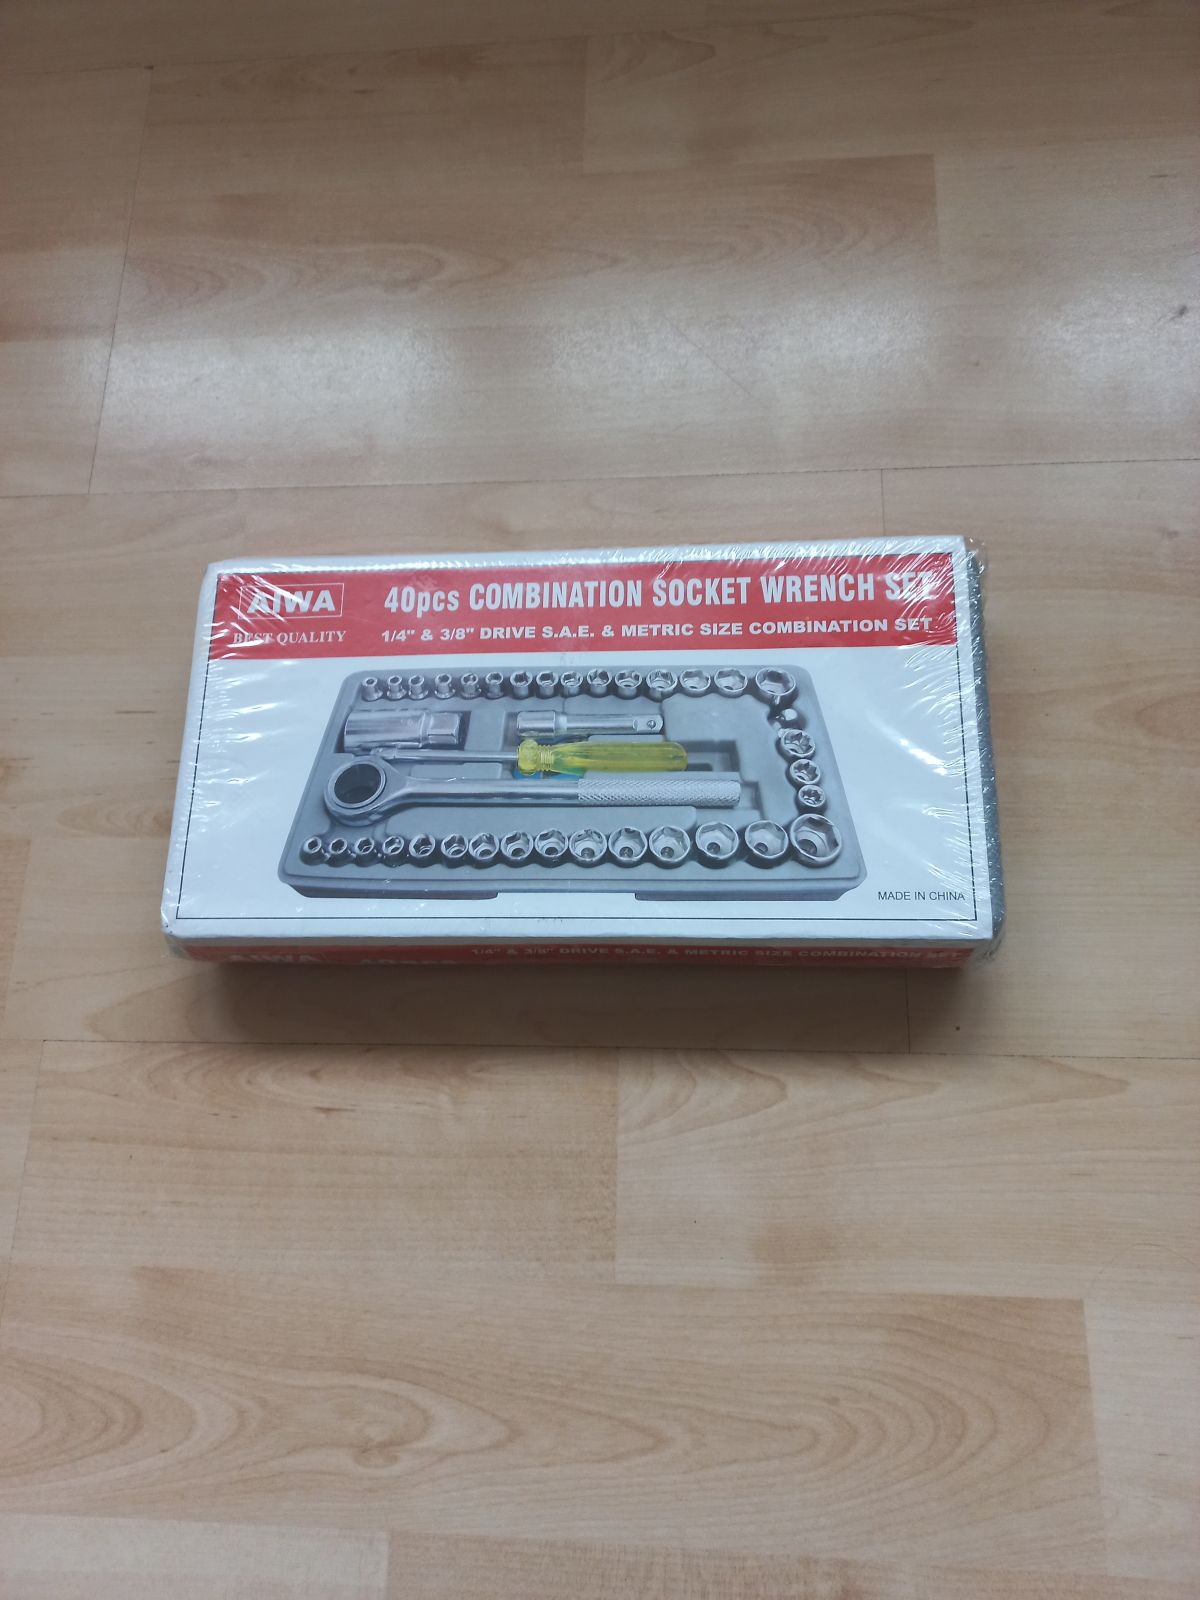 AIWA
BEST QUALITY
40pcs COMBINATION SOCKET WRENCH SET
1/4" & 3/8" DRIVE S.A.E. & METRIC SIZE COMBINATION SET
MADE IN CHINA
AIWA
1/4" & 3/8" DRIVE S.A.E. & METRIC SIZE COMBINATION SET